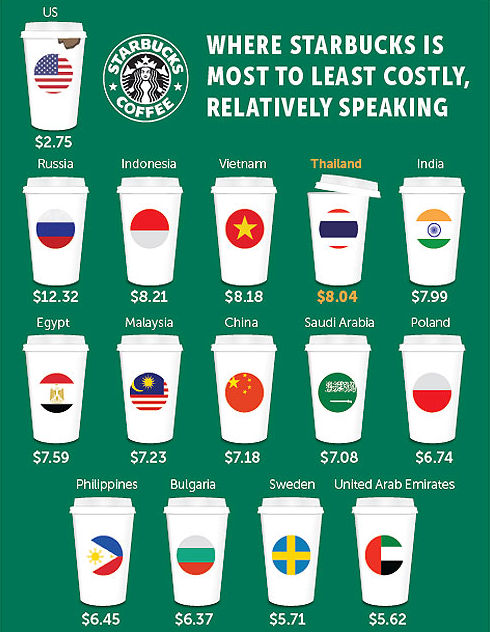 US
STARBUCKS
COFFEE
WHERE STARBUCKS IS
MOST TO LEAST COSTLY,
RELATIVELY SPEAKING
$2.75
Russia Indonesia Vietnam Thailand India
$12.32 $8.21 $8.18 $8.04 $7.99
Egypt Malaysia China Saudi Arabia Poland
$7.59 $7.23 $7.18 $7.08 $6.74
Philippines Bulgaria Sweden United Arab Emirates
$6.45 $6.37 $5.71 $5.62